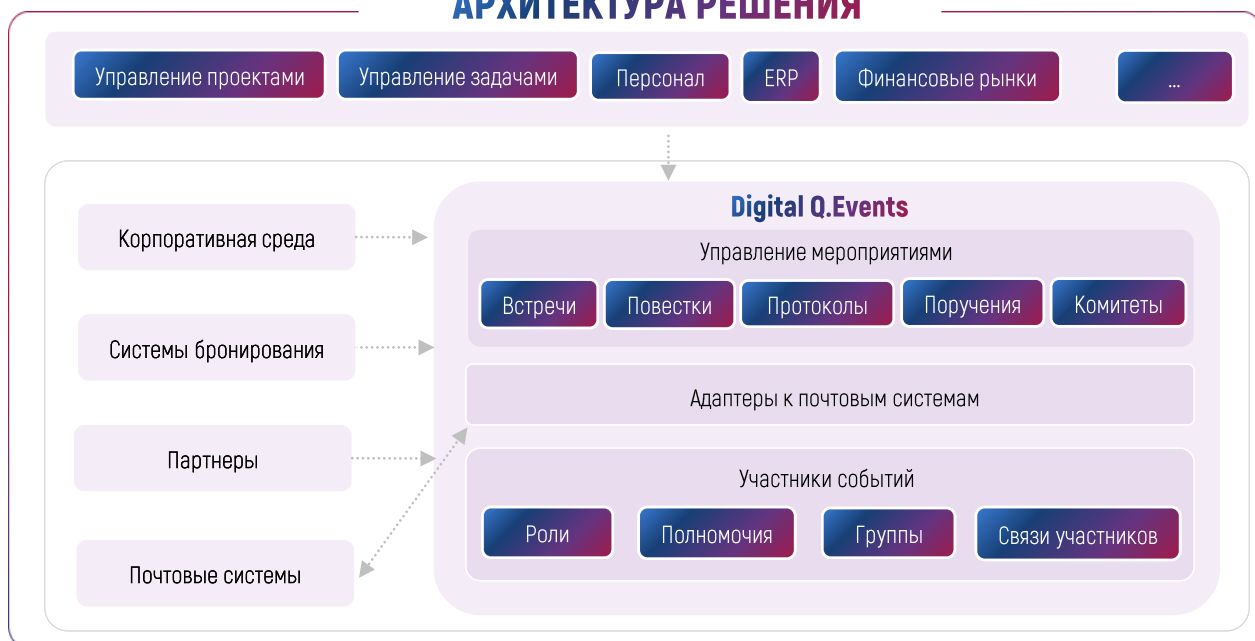 АРХИТЕКТУРА РЕШЕНИЯ
Управление проектами
Управление задачами
Персонал
ERP
Финансовые рынки
...
Digital Q.Events
Корпоративная среда
Системы бронирования
Партнеры
Почтовые системы
Управление мероприятиями
Встречи
Повестки
Протоколы
Поручения
Комитеты
Адаптеры к почтовым системам
Участники событий
Роли
Полномочия
Группы
Связи участников